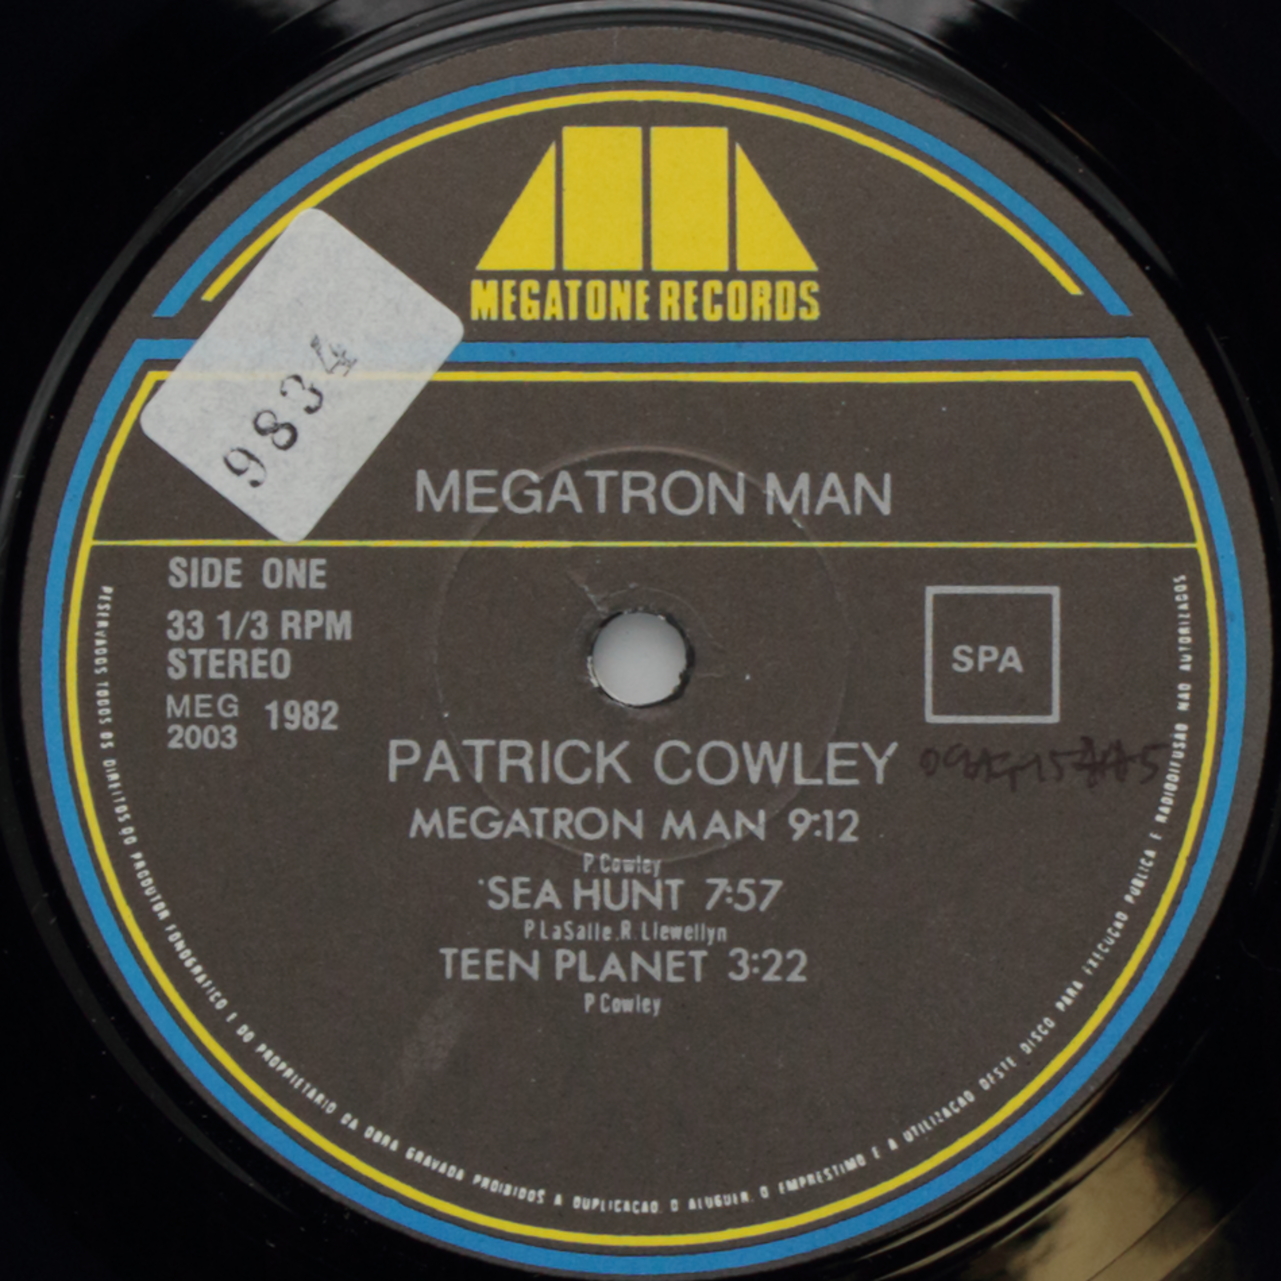 MEGATONE RECORDS
9834
MEGATRON MAN
SIDE ONE
33 1/3 RPM
STEREO
MEG
2003
1982
SPA
PATRICK COWLEY
MEGATRON MAN 9:12
P. Cowley
SEA HUNT 7:57
P LaSalle. R. Llewellyn
TEEN PLANET 3:22
P Cowley
RESERVADOS TODOS OS DIREITOS DO PRODUTOR FONOGRAFICO E DO PROPRIETARIO DA OBRA GRAVADA PROIBIDOS A DUPLICACAO. O ALUGUER. O EMPRESTIMO E A UTILIZACAO DESTE DISCO PARA EXECUCAO PUBLICA E RADIODIFUSÃO NAO AUTORIZADOS